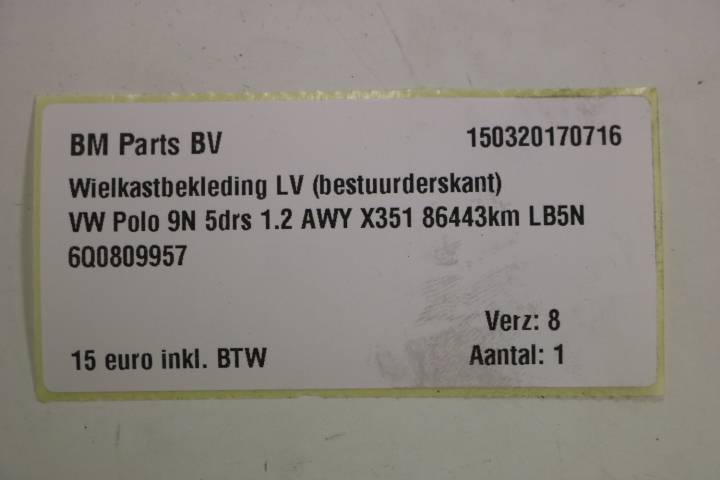 BM Parts BV 150320170716
Wielkastbekleding LV (bestuurderskant)
VW Polo 9N 5drs 1.2 AWY X351 86443km LB5N
6Q0809957
Verz: 8
15 euro inkl. BTW Aantal: 1